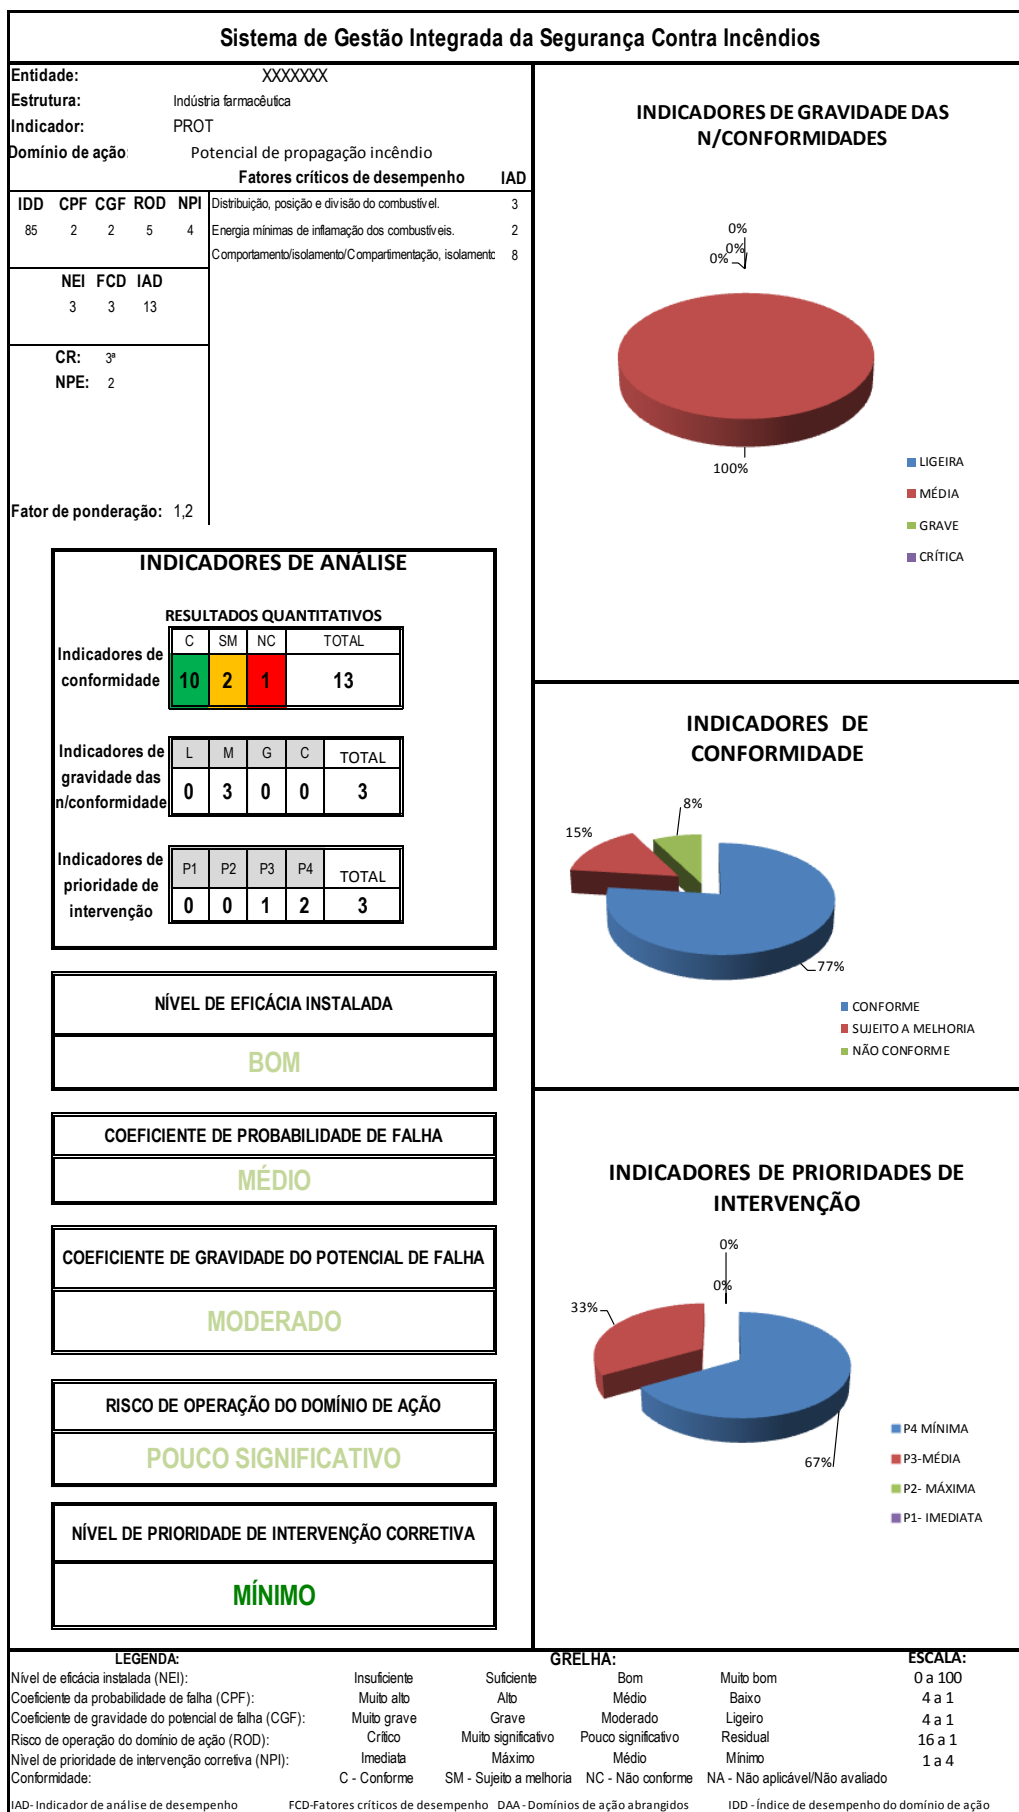 Sistema de Gestão Integrada da Segurança Contra Incêndios
Entidade: XXXXXXX
Estrutura: Indústria farmacêutica
Indicador: PROT
Domínio de ação: Potencial de propagação incêndio
Fatores críticos de desempenho IAD
IDD CPF CGF ROD NPI
85 2 2 5 4
Distribuição, posição e divisão do combustível. 3
Energia mínimas de inflamação dos combustíveis. 2
Comportamento/isolamento/Compartimentação, isolamento 8
NEI FCD IAD
3 3 13
CR: 3ª
NPE: 2
Fator de ponderação: 1,2
INDICADORES DE GRAVIDADE DAS
N/CONFORMIDADES
0%
0%
0%
100%
LIGEIRA
MÉDIA
GRAVE
CRÍTICA
INDICADORES DE ANÁLISE
RESULTADOS QUANTITATIVOS
Indicadores de
conformidade
C SM NC TOTAL
10 2 1 13
Indicadores de
gravidade das
n/conformidade
L M G C TOTAL
0 3 0 0 3
Indicadores de
prioridade de
intervenção
P1 P2 P3 P4 TOTAL
0 0 1 2 3
INDICADORES DE
CONFORMIDADE
8%
15%
77%
CONFORME
SUJEITO A MELHORIA
NÃO CONFORME
NÍVEL DE EFICÁCIA INSTALADA
BOM
COEFICIENTE DE PROBABILIDADE DE FALHA
MÉDIO
COEFICIENTE DE GRAVIDADE DO POTENCIAL DE FALHA
MODERADO
RISCO DE OPERAÇÃO DO DOMÍNIO DE AÇÃO
POUCO SIGNIFICATIVO
NÍVEL DE PRIORIDADE DE INTERVENÇÃO CORRETIVA
MÍNIMO
INDICADORES DE PRIORIDADES DE
INTERVENÇÃO
0%
0%
33%
67%
P4 MÍNIMA
P3-MÉDIA
P2- MÁXIMA
P1- IMEDIATA
LEGENDA: GRELHA: ESCALA:
Nível de eficácia instalada (NEI): Insuficiente Suficiente Bom Muito bom 0 a 100
Coeficiente da probabilidade de falha (CPF): Muito alto Alto Médio Baixo 4 a 1
Coeficiente de gravidade do potencial de falha (CGF): Muito grave Grave Moderado Ligeiro 4 a 1
Risco de operação do domínio de ação (ROD): Crítico Muito significativo Pouco significativo Residual 16 a 1
Nivel de prioridade de intervenção corretiva (NPI): Imediata Máximo Médio Mínimo 1 a 4
Conformidade: C - Conforme SM - Sujeito a melhoria NC - Não conforme NA - Não aplicável/Não avaliado
IAD- Indicador de análise de desempenho FCD-Fatores críticos de desempenho DAA - Domínios de ação abrangidos IDD - Índice de desempenho do domínio de ação